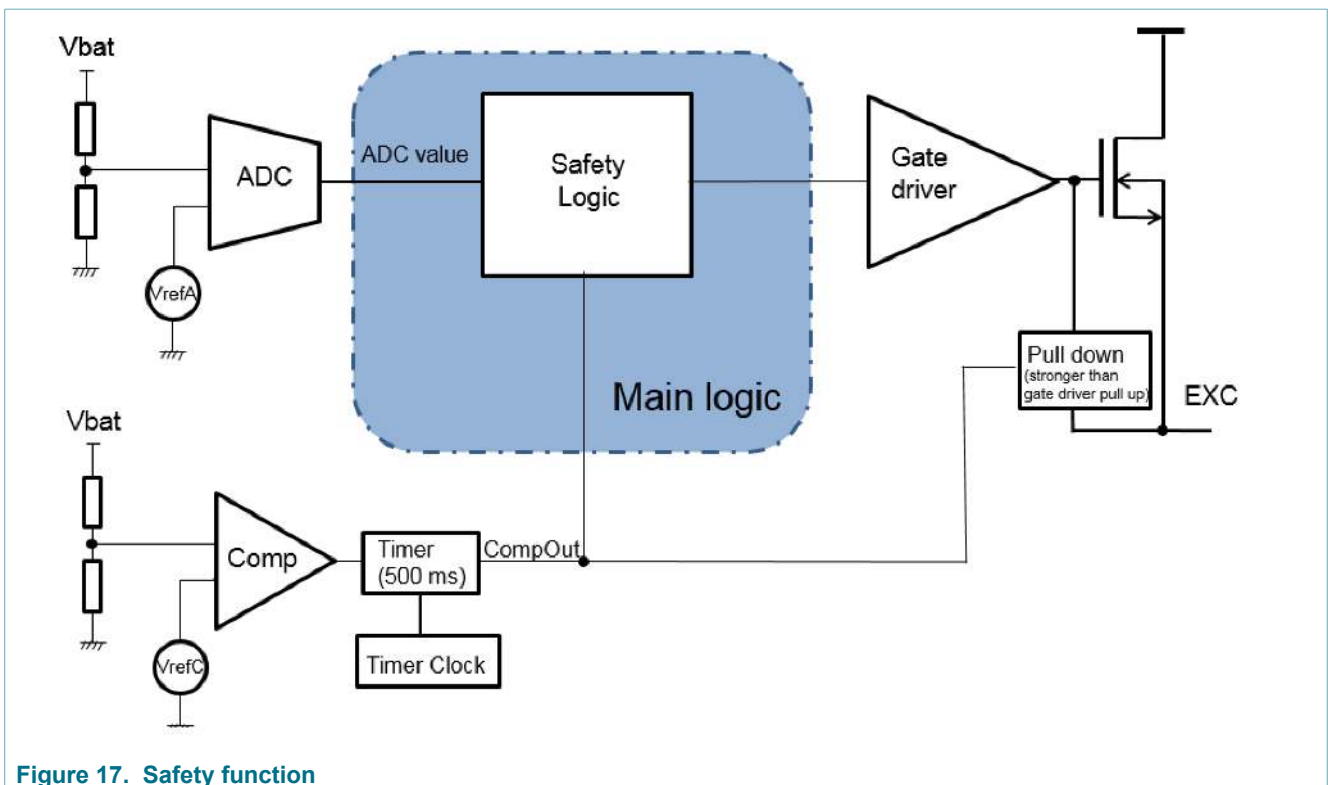 Vbat
ADC
VrefA
ADC value
Safety
Logic
Main logic
Gate
driver
Pull down
(stronger than
gate driver pull up)
EXC
Vbat
Comp
VrefC
Timer
(500 ms)
CompOut
Timer Clock
Figure 17. Safety function